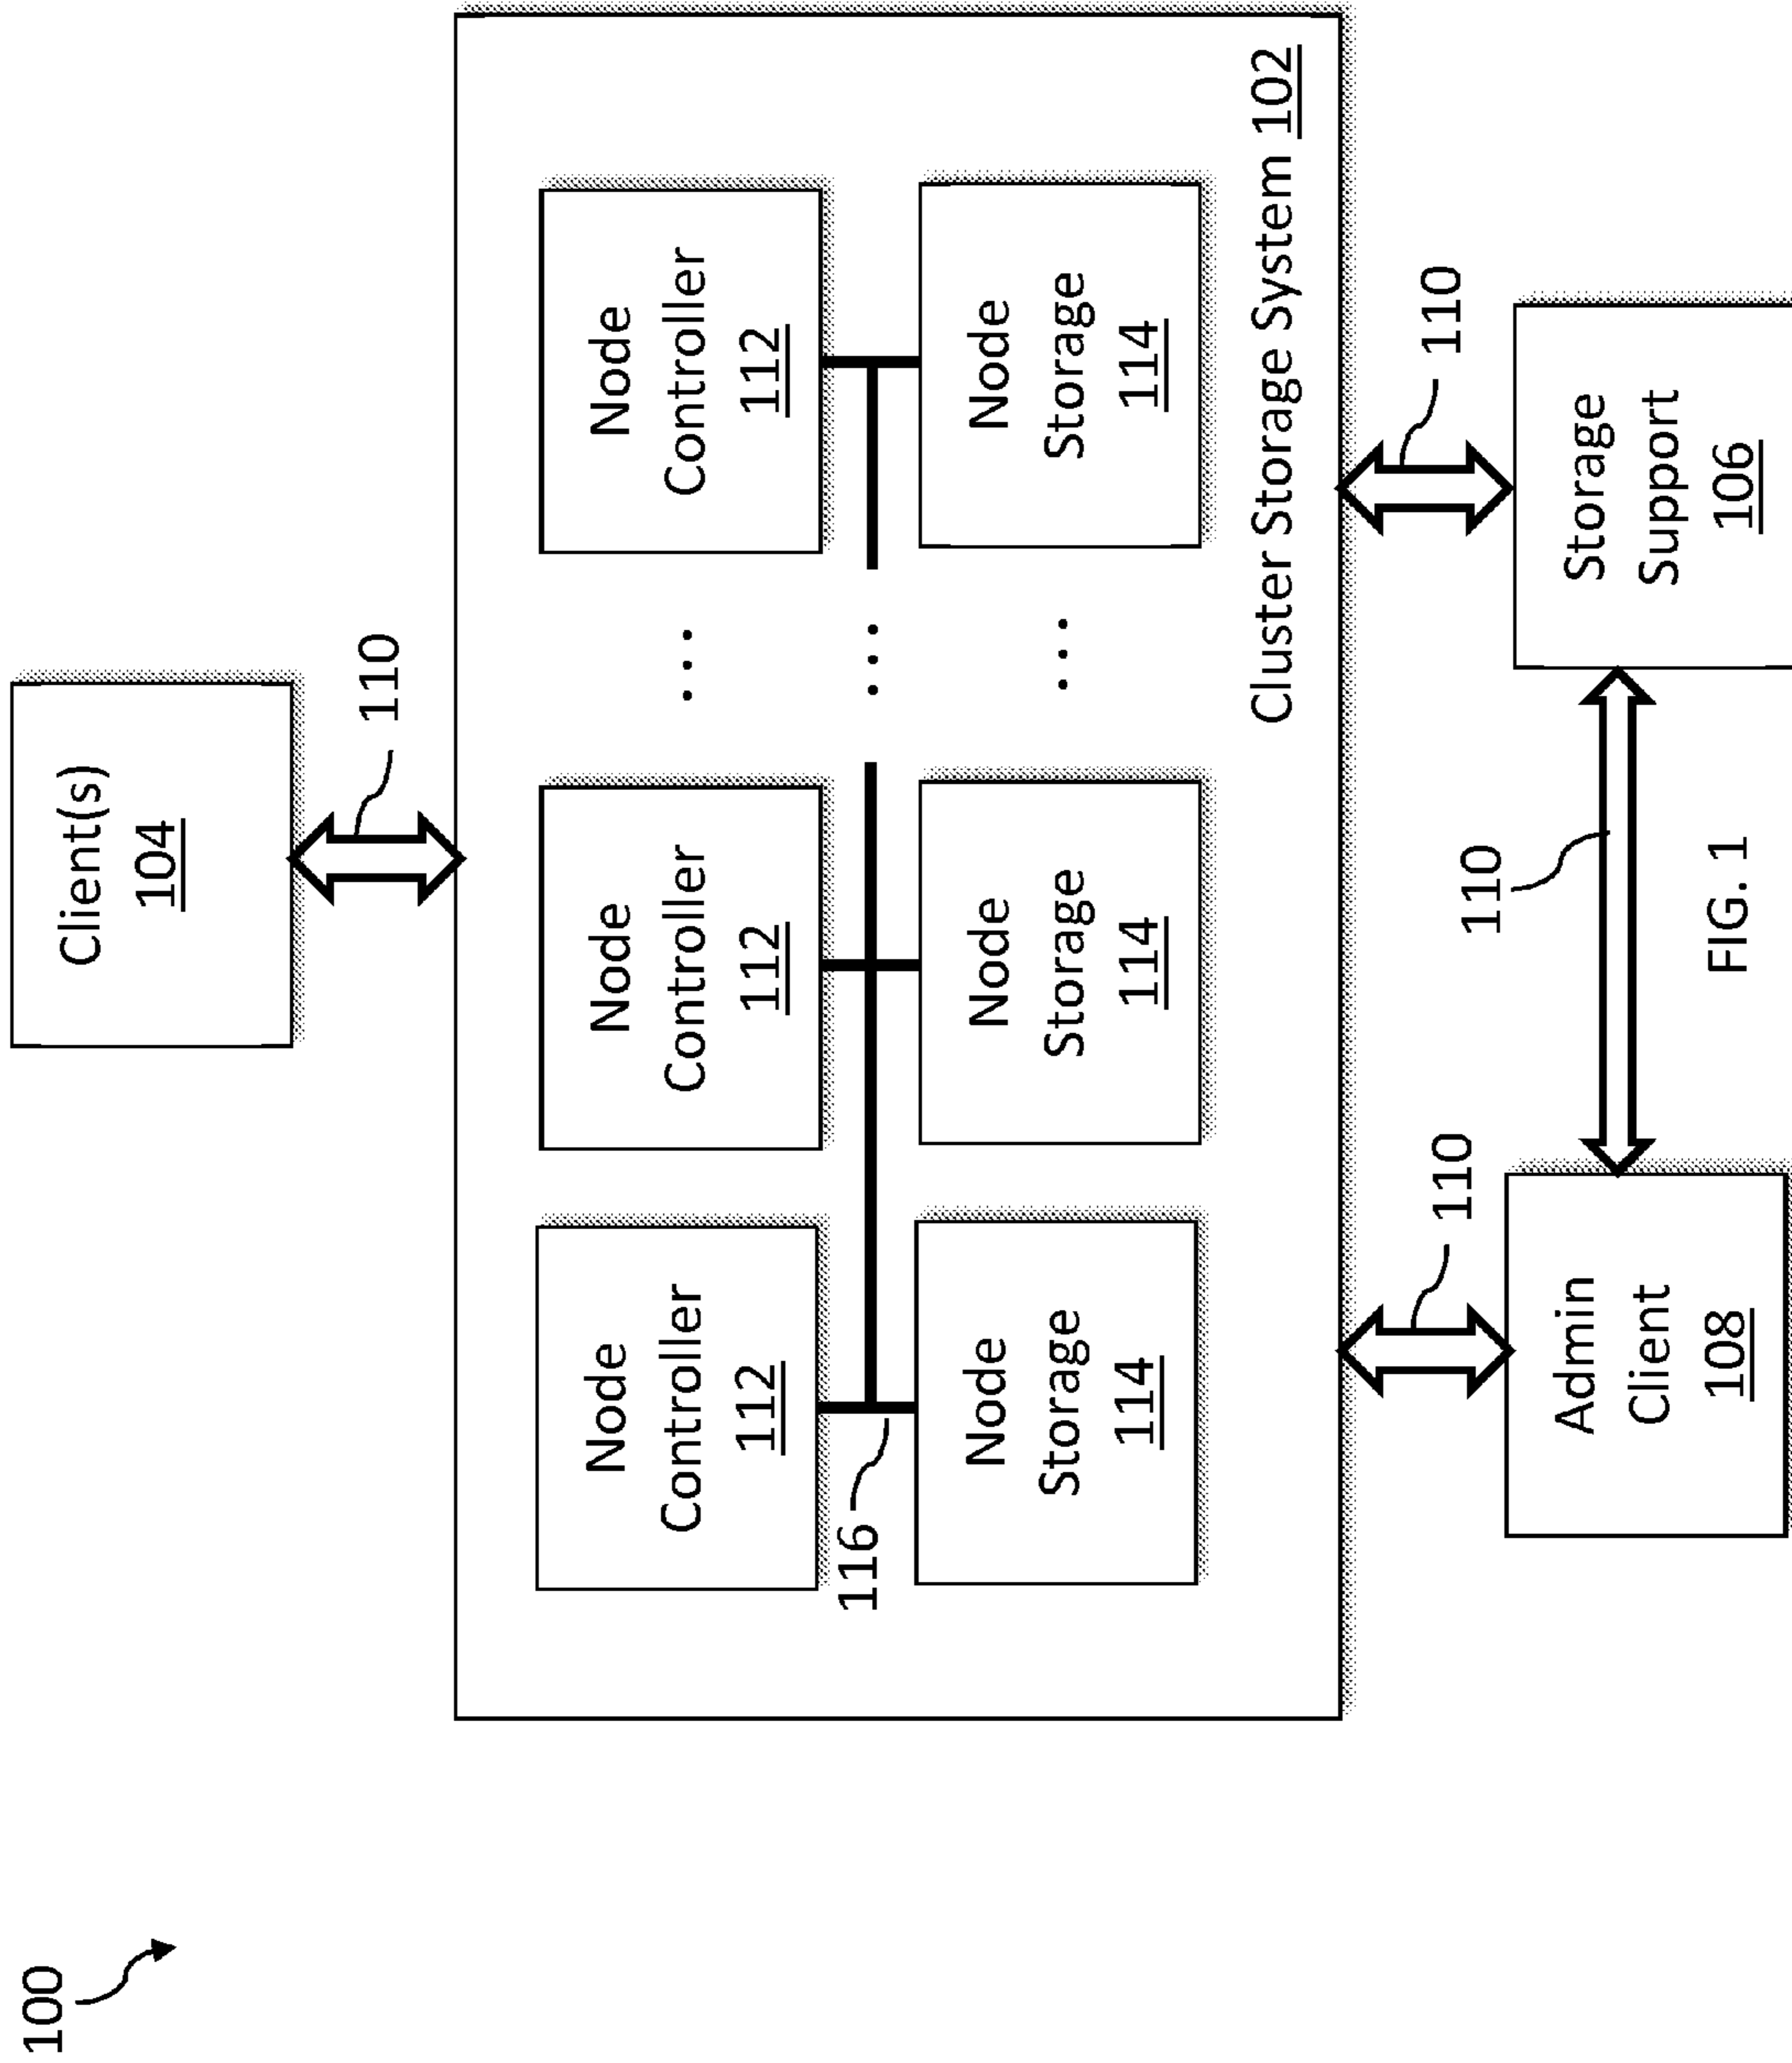 100
Client(s)
104
110
Node
Controller
112
Node
Controller
112
...
Node
Controller
112
116
...
Node
Storage
114
Node
Storage
114
...
Node
Storage
114
Cluster Storage System 102
110
110
110
Admin
Client
108
Storage
Support
106
FIG. 1